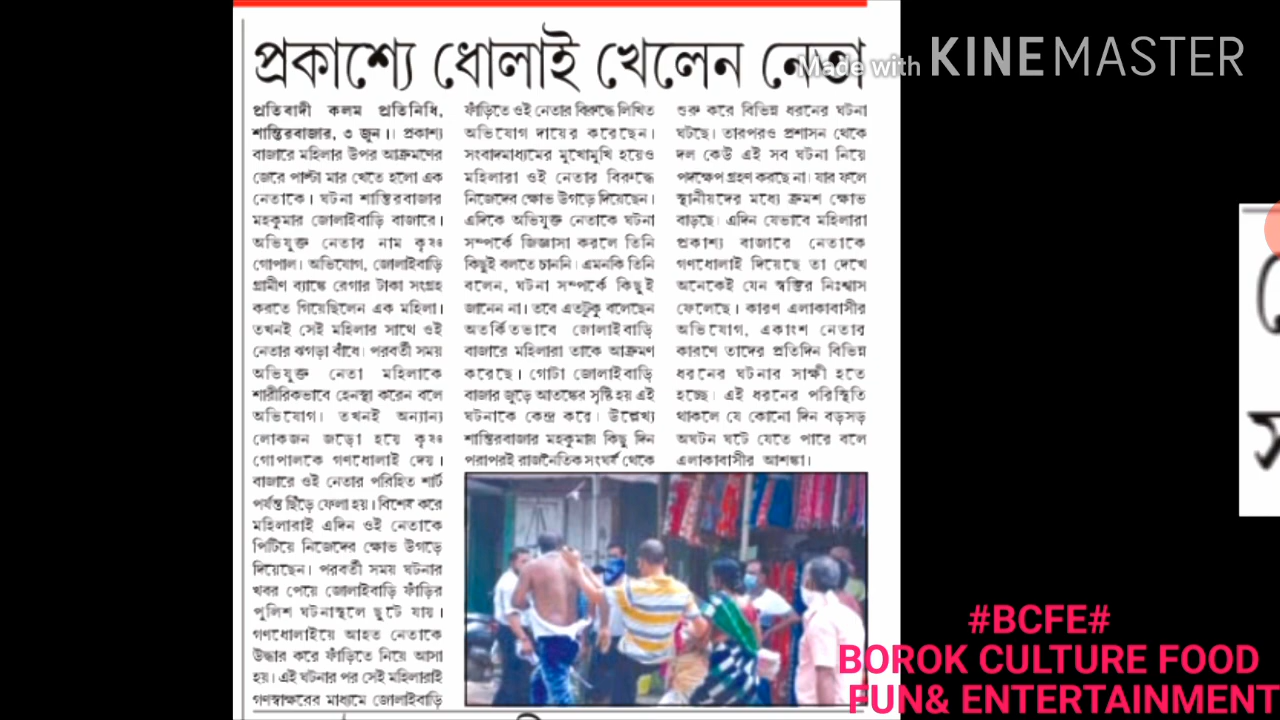 প্রকাশ্যে ধোলাই খেলেন নেতা
Made with KINEMASTER
প্রতিবাদী কলম প্রতিনিধি,
শান্তিরবাজার, ৩ জুন।। প্রকাশ্য
বাজারে মহিলার উপর আক্রমণের
জেরে পাল্টা মার খেতে হলো এক
নেতাকে। ঘটনা শান্তিরবাজার
মহকুমার জোলাইবাড়ি বাজারে।
অভিযুক্ত নেতার নাম কৃষ্ণ
গোপাল। অভিযোগ, জোলাইবাড়ি
গ্রামীণ ব্যাঙ্কে রেগার টাকা সংগ্রহ
করতে গিয়েছিলেন এক মহিলা।
তখনই সেই মহিলার সাথে ওই
নেতার ঝগড়া বাঁধে। পরবর্তী সময়
অভিযুক্ত নেতা মহিলাকে
শারীরিকভাবে হেনস্থা করেন বলে
অভিযোগ। তখনই অন্যান্য
লোকজন জড়ো হয়ে কৃষ্ণ
গোপালকে গণধোলাই দেয়।
বাজারে ওই নেতার পরিহিত শার্ট
পর্যন্ত ছিঁড়ে ফেলা হয়। বিশেষ করে
মহিলারাই এদিন ওই নেতাকে
পিটিয়ে নিজেদের ক্ষোভ উগড়ে
দিয়েছেন। পরবর্তী সময় ঘটনার
খবর পেয়ে জোলাইবাড়ি ফাঁড়ির
পুলিশ ঘটনাস্থলে ছুটে যায়।
গণধোলাইয়ে আহত নেতাকে
উদ্ধার করে ফাঁড়িতে নিয়ে আসা
হয়। এই ঘটনার পর সেই মহিলারাই
গণস্বাক্ষরের মাধ্যমে জোলাইবাড়ি
ফাঁড়িতে ওই নেতার বিরুদ্ধে লিখিত
অভিযোগ দায়ের করেছেন।
সংবাদমাধ্যমের মুখোমুখি হয়েও
মহিলারা ওই নেতার বিরুদ্ধে
নিজেদের ক্ষোভ উগড়ে দিয়েছেন।
এদিকে অভিযুক্ত নেতাকে ঘটনা
সম্পর্কে জিজ্ঞাসা করলে তিনি
কিছুই বলতে চাননি। এমনকি তিনি
বলেন, ঘটনা সম্পর্কে কিছুই
জানেন না। তবে এতটুকু বলেছেন
অতর্কিতভাবে জোলাইবাড়ি
বাজারে মহিলারা তাকে আক্রমণ
করেছে। গোটা জোলাইবাড়ি
বাজার জুড়ে আতঙ্কের সৃষ্টি হয় এই
ঘটনাকে কেন্দ্র করে। উল্লেখ্য
শান্তিরবাজার মহকুমায় কিছু দিন
পরাপরই রাজনৈতিক সংঘর্ষ থেকে
শুরু করে বিভিন্ন ধরনের ঘটনা
ঘটছে। তারপরও প্রশাসন থেকে
দল কেউ এই সব ঘটনা নিয়ে
পদক্ষেপ গ্রহণ করছে না। যার ফলে
স্থানীয়দের মধ্যে ক্রমশ ক্ষোভ
বাড়ছে। এদিন যেভাবে মহিলারা
প্রকাশ্য বাজারে নেতাকে
গণধোলাই দিয়েছে তা দেখে
অনেকেই যেন স্বস্তির নিঃশ্বাস
ফেলেছে। কারণ এলাকাবাসীর
অভিযোগ, একাংশ নেতার
কারণে তাদের প্রতিদিন বিভিন্ন
ধরনের ঘটনার সাক্ষী হতে
হচ্ছে। এই ধরনের পরিস্থিতি
থাকলে যে কোনো দিন বড়সড়
অঘটন ঘটে যেতে পারে বলে
এলাকাবাসীর আশঙ্কা।
#BCFE#
BOROK CULTURE FOOD
FUN& ENTERTAINMENT